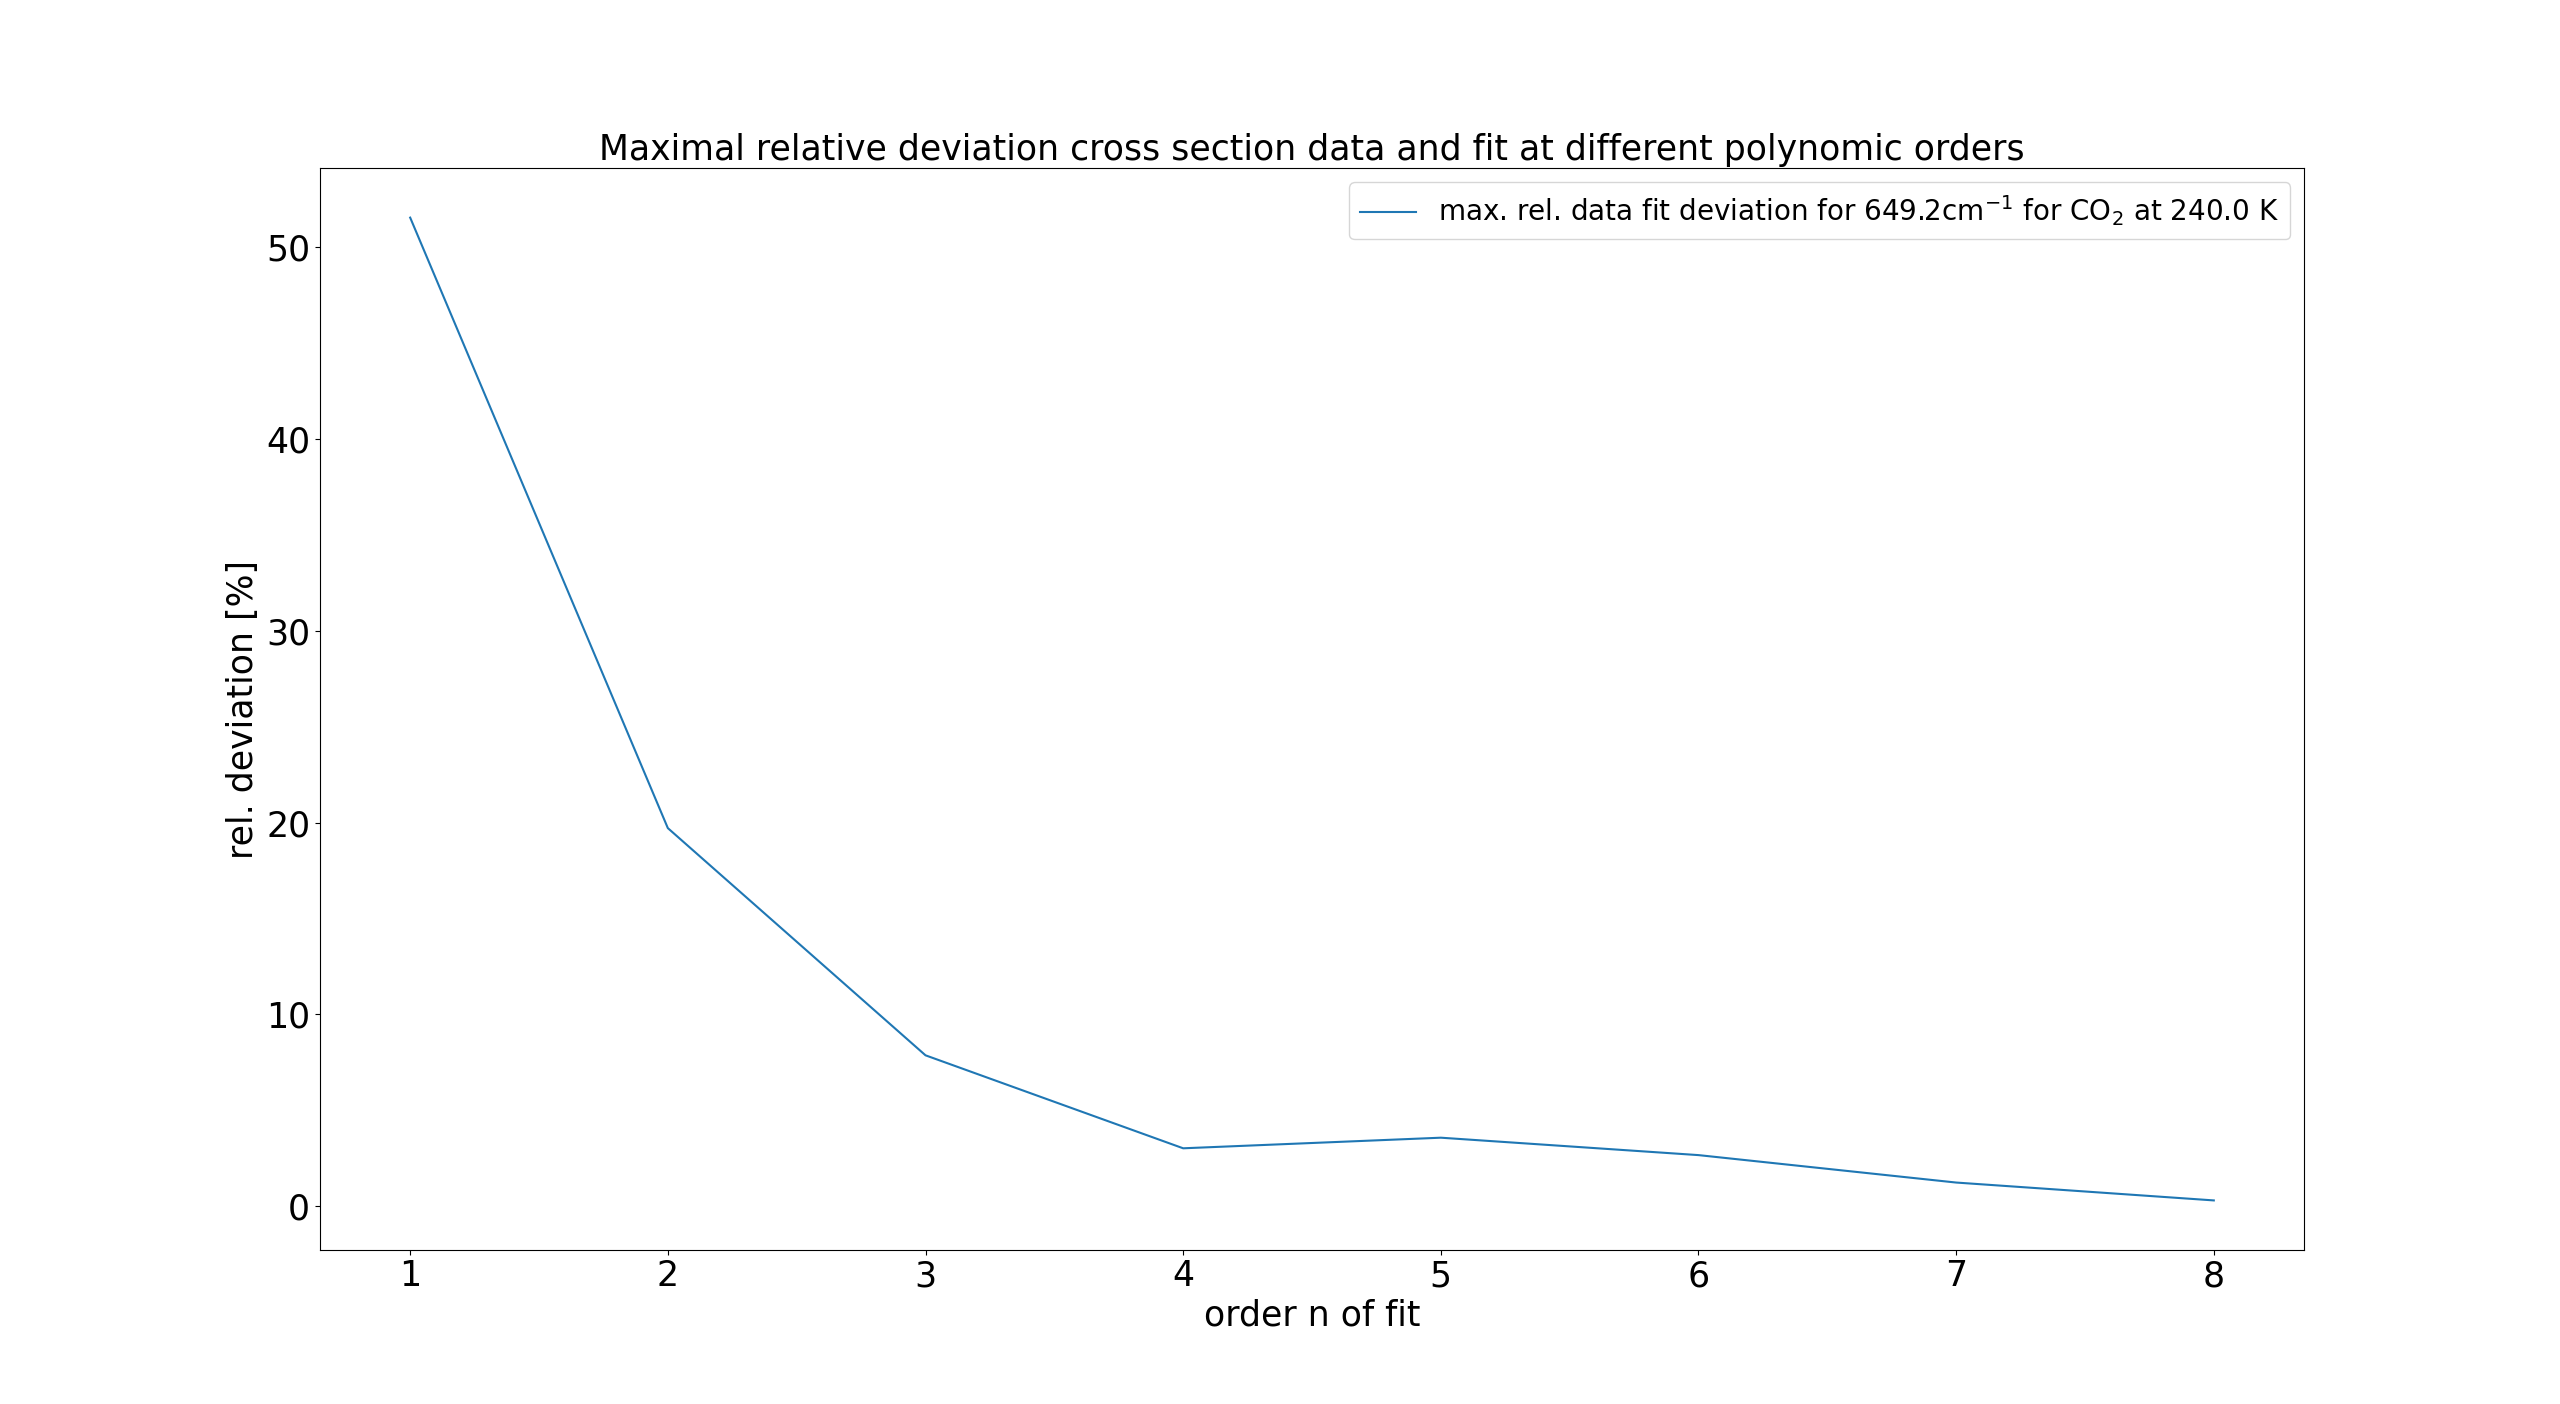 Maximal relative deviation cross section data and fit at different polynomic orders
max. rel. data fit deviation for 649.2cm⁻¹ for CO₂ at 240.0 K
rel. deviation [%]
50
40
30
20
10
0
1 2 3 4 5 6 7 8
order n of fit